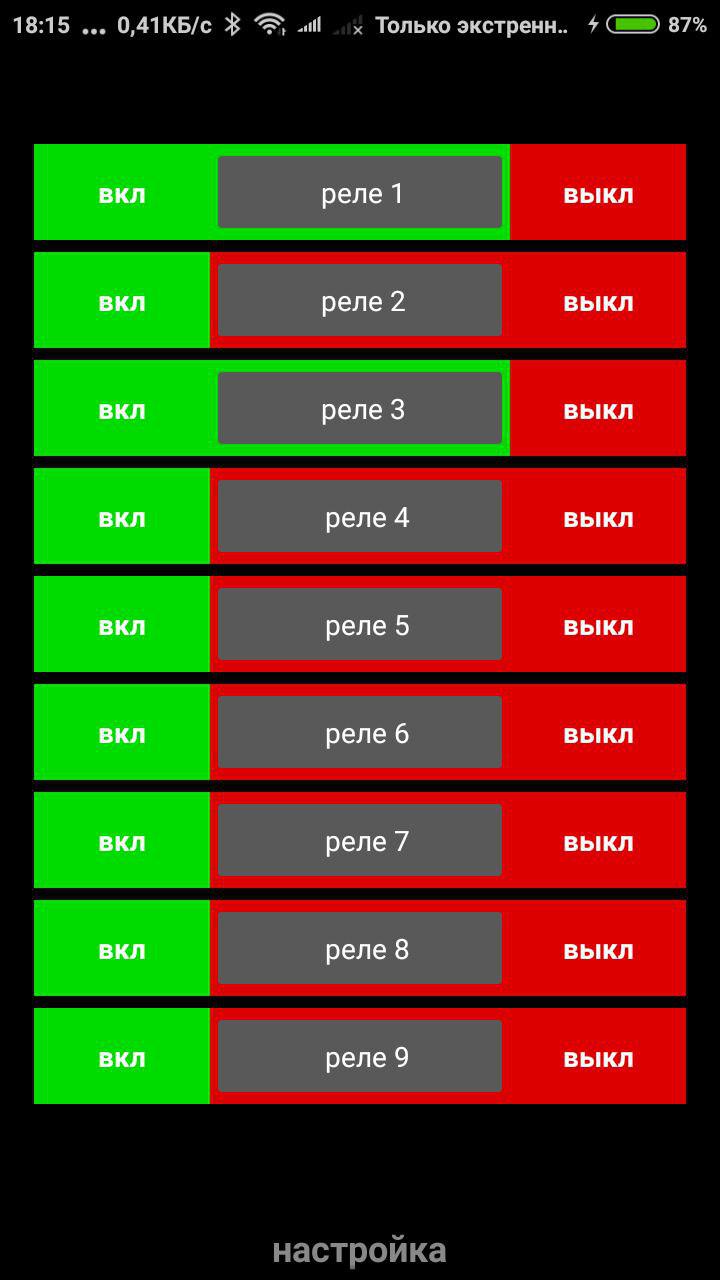 18:15 ... 0,41КБ/с Только экстренн.. 87%
вкл реле 1 выкл
вкл реле 2 выкл
вкл реле 3 выкл
вкл реле 4 выкл
вкл реле 5 выкл
вкл реле 6 выкл
вкл реле 7 выкл
вкл реле 8 выкл
вкл реле 9 выкл
настройка